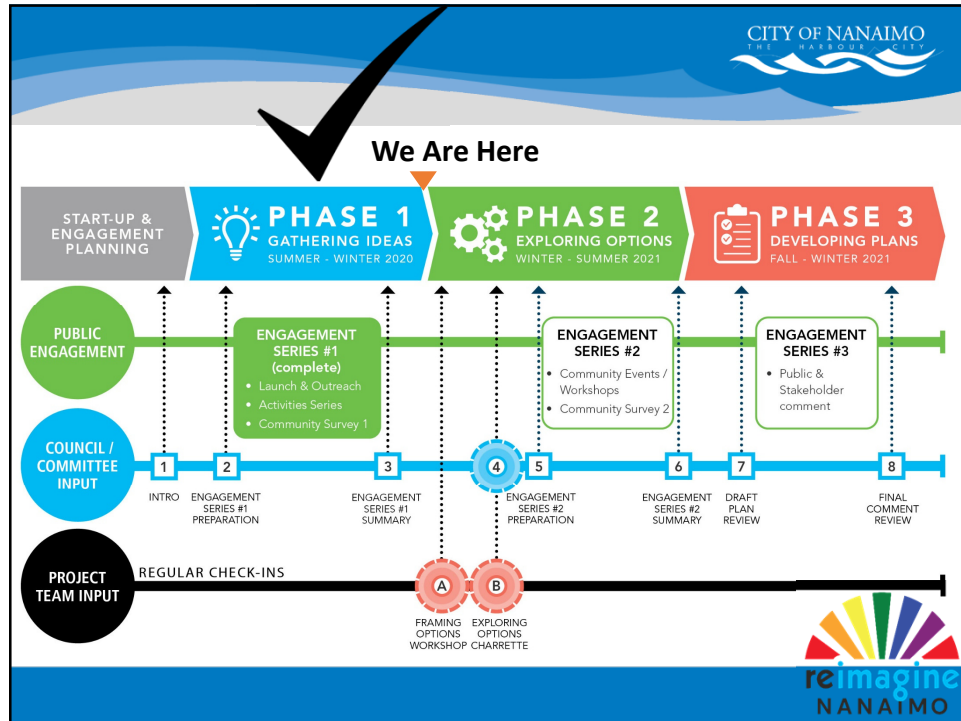 CITY OF NANAIMO
THE HARBOUR CITY
We Are Here
START-UP &
ENGAGEMENT
PLANNING
PHASE 1
GATHERING IDEAS
SUMMER - WINTER 2020
PHASE 2
EXPLORING OPTIONS
WINTER - SUMMER 2021
PHASE 3
DEVELOPING PLANS
FALL - WINTER 2021
PUBLIC
ENGAGEMENT
ENGAGEMENT
SERIES #1
(complete)
• Launch & Outreach
• Activities Series
• Community Survey 1
ENGAGEMENT
SERIES #2
• Community Events /
Workshops
• Community Survey 2
ENGAGEMENT
SERIES #3
• Public &
Stakeholder
comment
COUNCIL /
COMMITTEE
INPUT
1
INTRO
2
ENGAGEMENT
SERIES #1
PREPARATION
3
ENGAGEMENT
SERIES #1
SUMMARY
4
5
ENGAGEMENT
SERIES #2
PREPARATION
6
ENGAGEMENT
SERIES #2
SUMMARY
7
DRAFT
PLAN
REVIEW
8
FINAL
COMMENT
REVIEW
PROJECT
TEAM INPUT
REGULAR CHECK-INS
A
FRAMING
OPTIONS
WORKSHOP
B
EXPLORING
OPTIONS
CHARRETTE
reimagine
NANAIMO